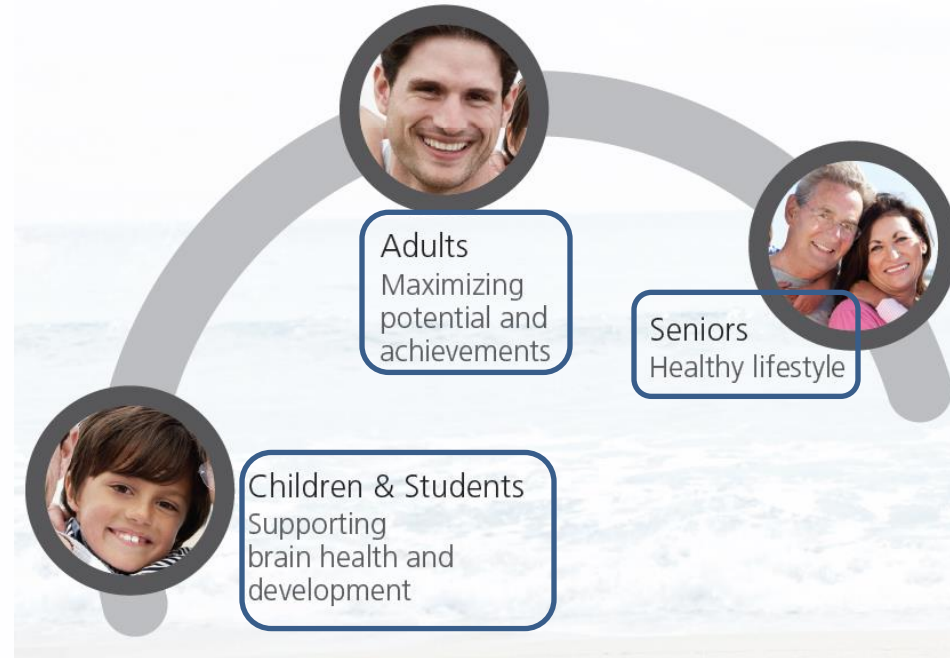 Adults
Maximizing
potential and
achievements
Seniors
Healthy lifestyle
Children & Students
Supporting
brain health and
development